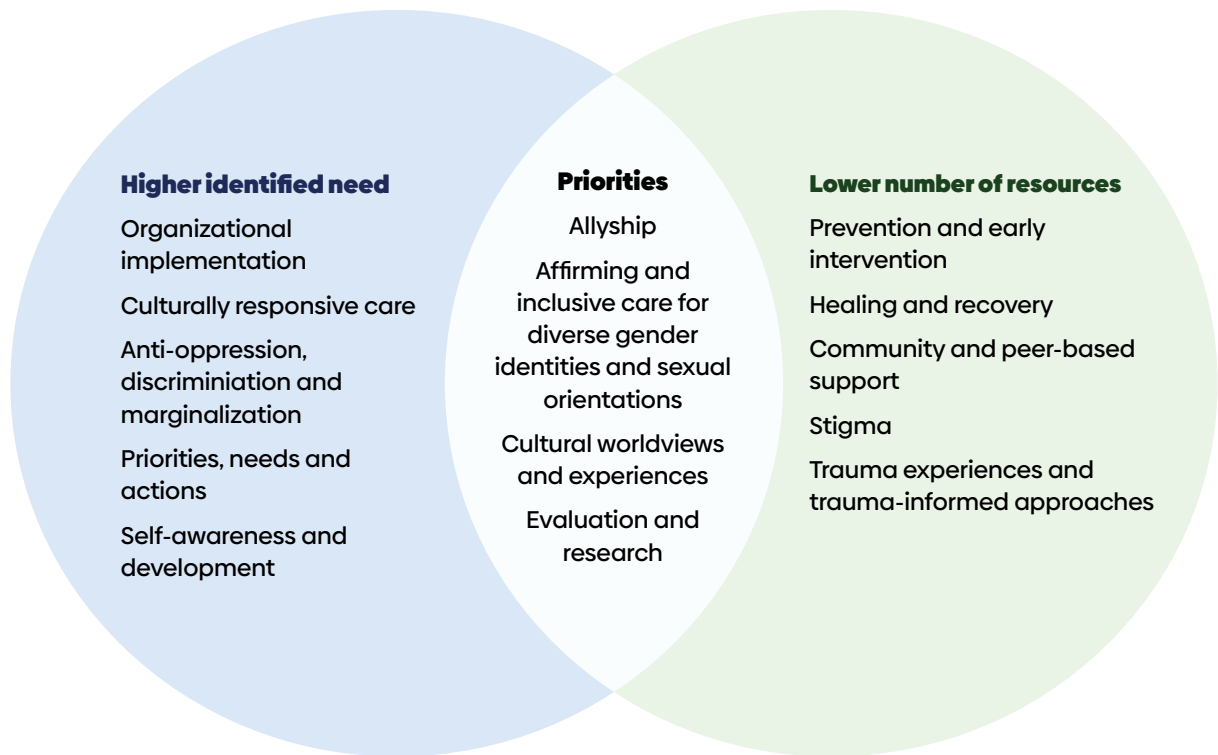 Higher identified need
Organizational
implementation
Culturally responsive care
Anti-oppression,
discriminiation and
marginalization
Priorities, needs and
actions
Self-awareness and
development
Priorities
Allyship
Affirming and
inclusive care for
diverse gender
identities and sexual
orientations
Cultural worldviews
and experiences
Evaluation and
research
Lower number of resources
Prevention and early
intervention
Healing and recovery
Community and peer-based
support
Stigma
Trauma experiences and
trauma-informed approaches